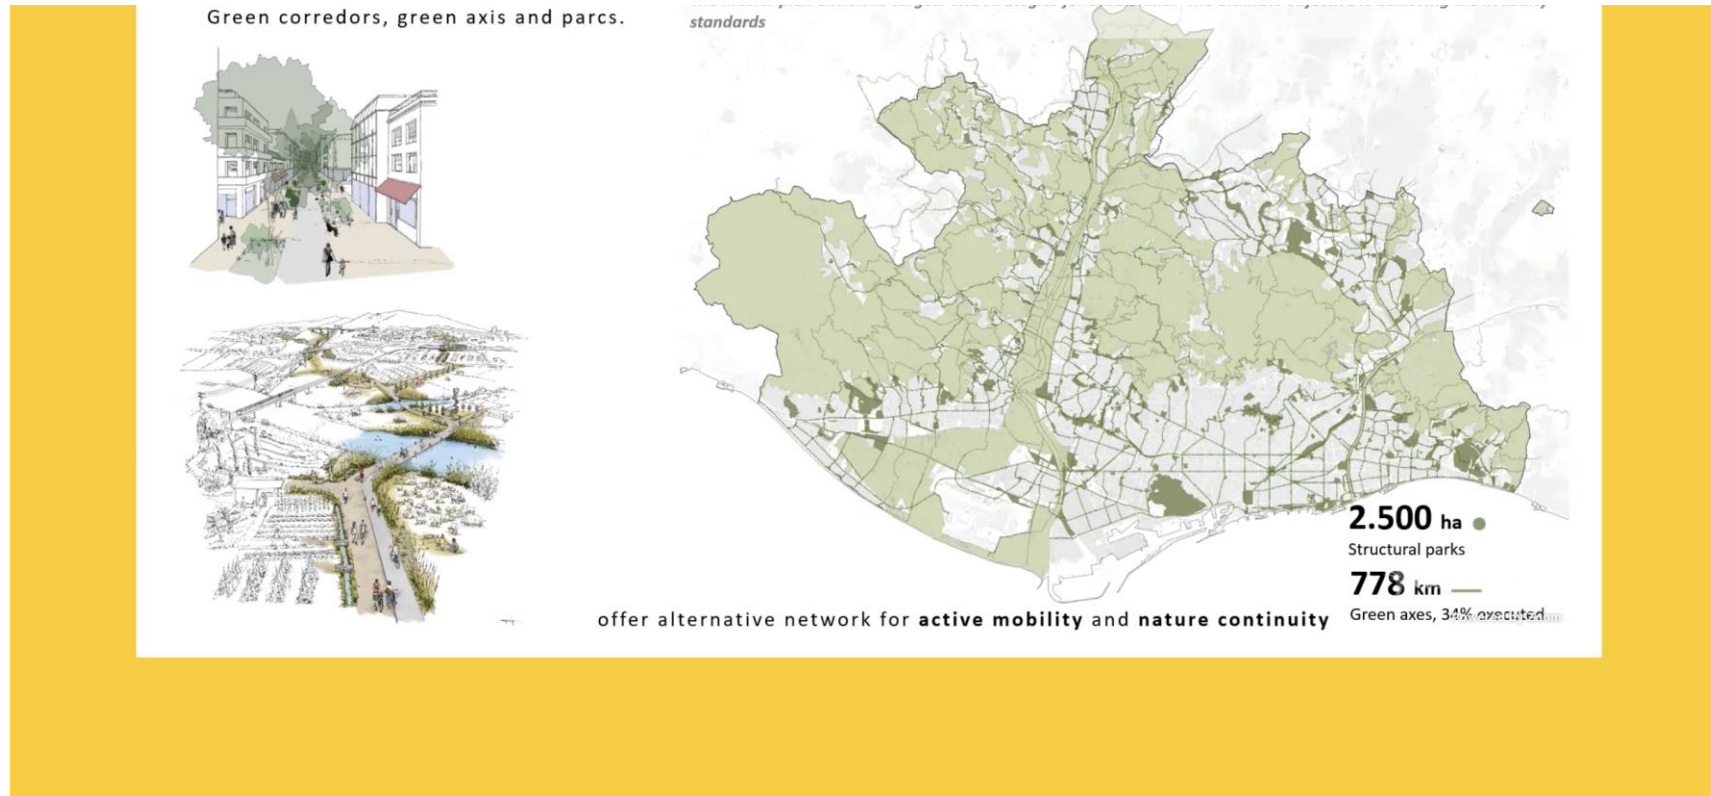 Green corredors, green axis and parcs.
standards
2.500 ha
Structural parks
778 km
Green axes, 34% executed
offer alternative network for active mobility and nature continuity